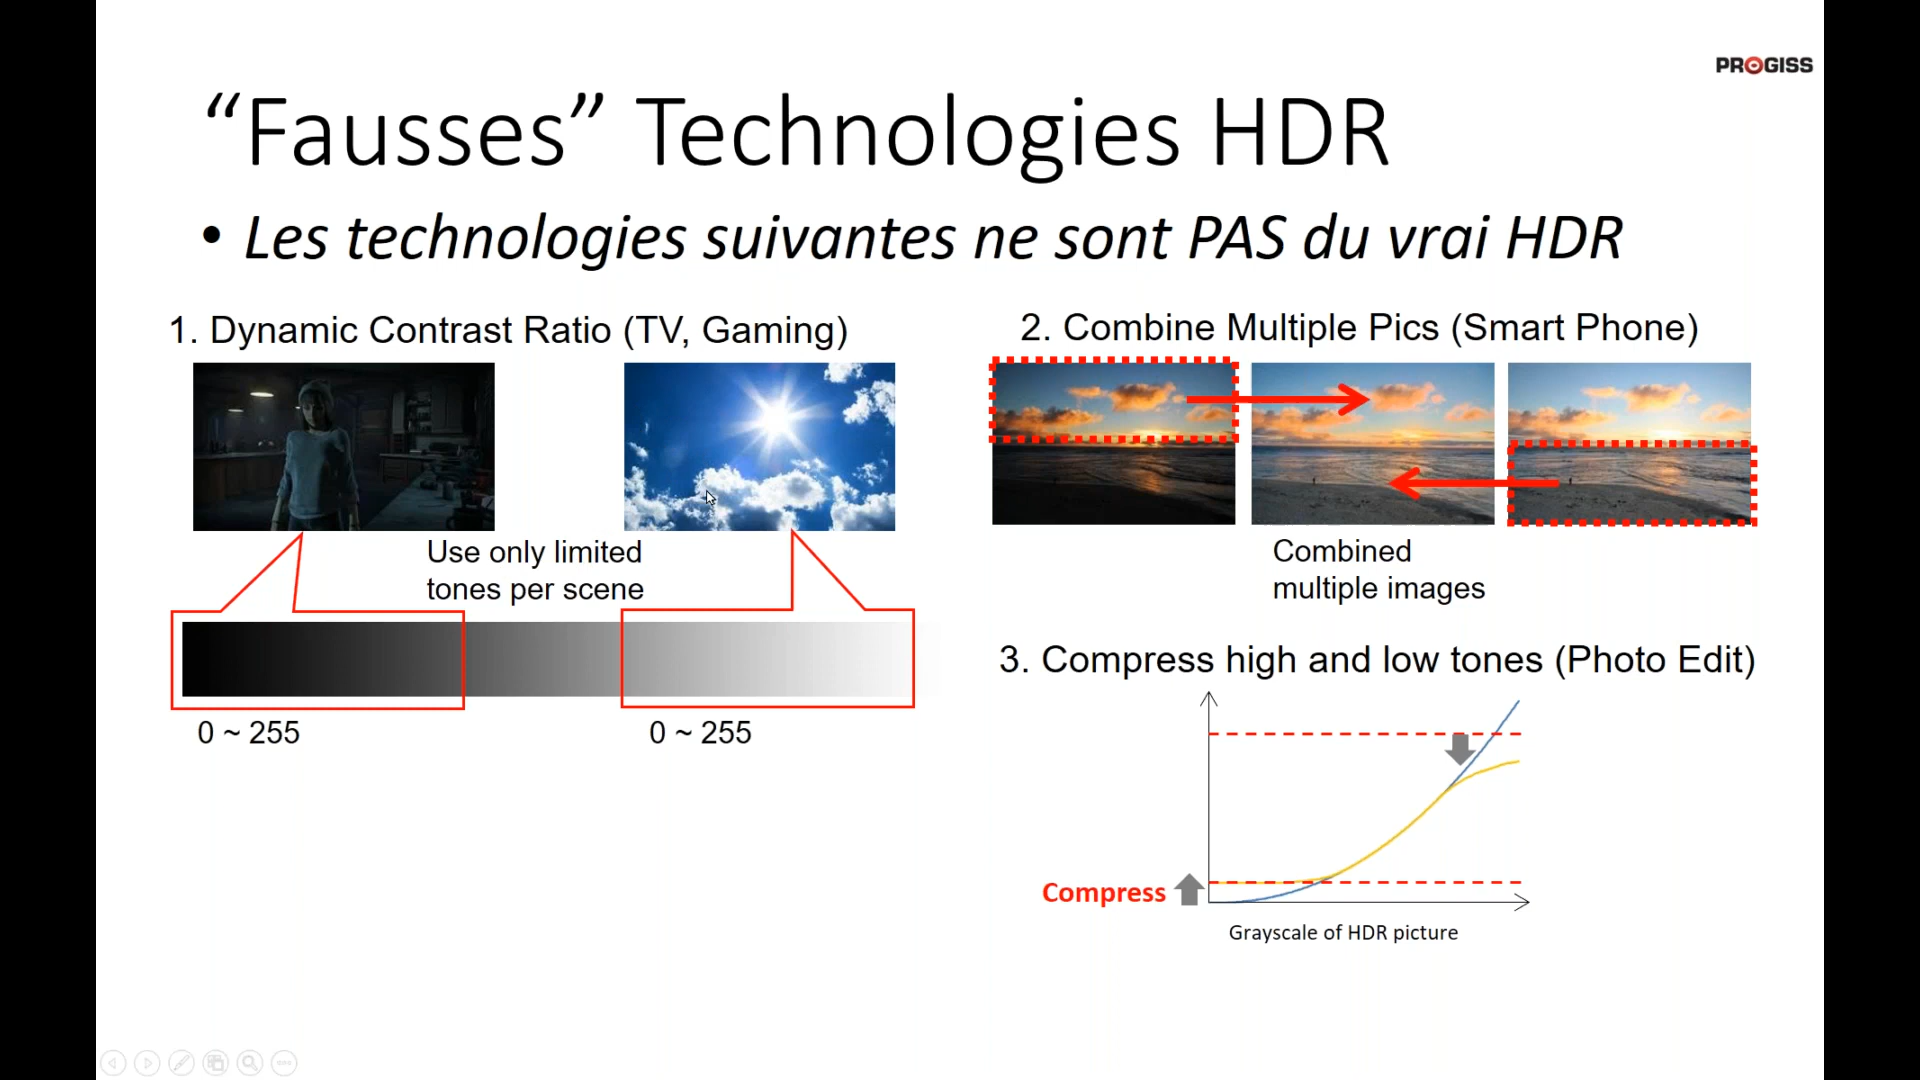 PROGISS
“Fausses” Technologies HDR
• Les technologies suivantes ne sont PAS du vrai HDR
1. Dynamic Contrast Ratio (TV, Gaming)
Use only limited
tones per scene
0 ~ 255
0 ~ 255
2. Combine Multiple Pics (Smart Phone)
Combined
multiple images
3. Compress high and low tones (Photo Edit)
Compress
Grayscale of HDR picture